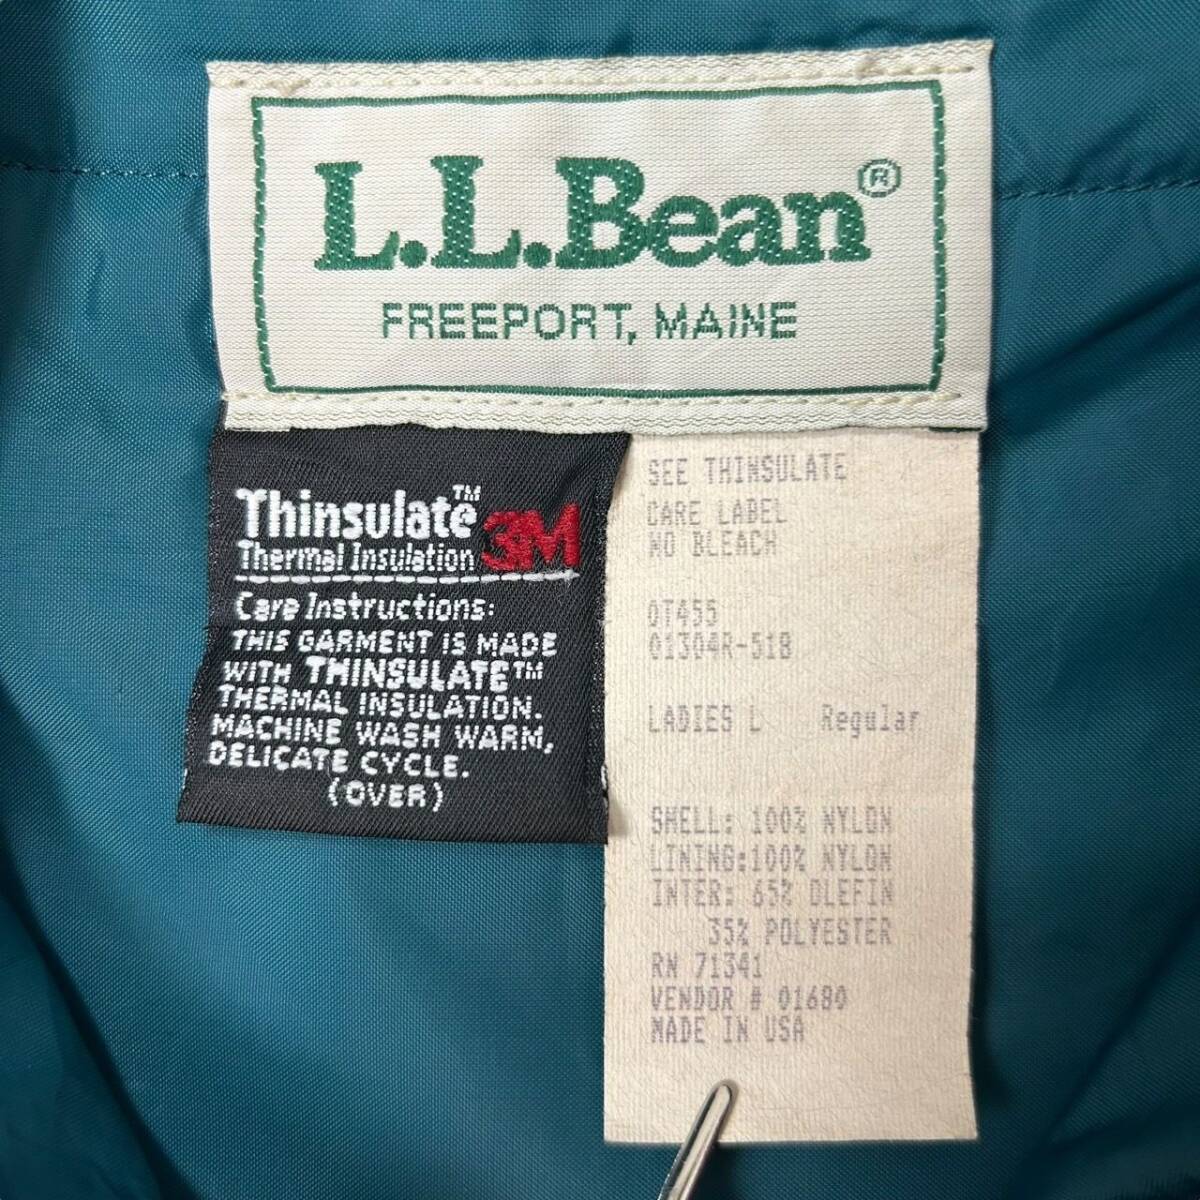 L.L.Bean®
FREEPORT, MAINE
Thinsulate™ 3M
Thermal Insulation
Care Instructions:
THIS GARMENT IS MADE
WITH THINSULATE™
THERMAL INSULATION.
MACHINE WASH WARM,
DELICATE CYCLE.
(OVER)
SEE THINSULATE
CARE LABEL
NO BLEACH
OT455
01304R-518
LADIES L Regular
SHELL: 100% NYLON
LINING:100% NYLON
INTER: 65% OLEFIN
35% POLYESTER
RN 71341
VENDOR # 01680
MADE IN USA